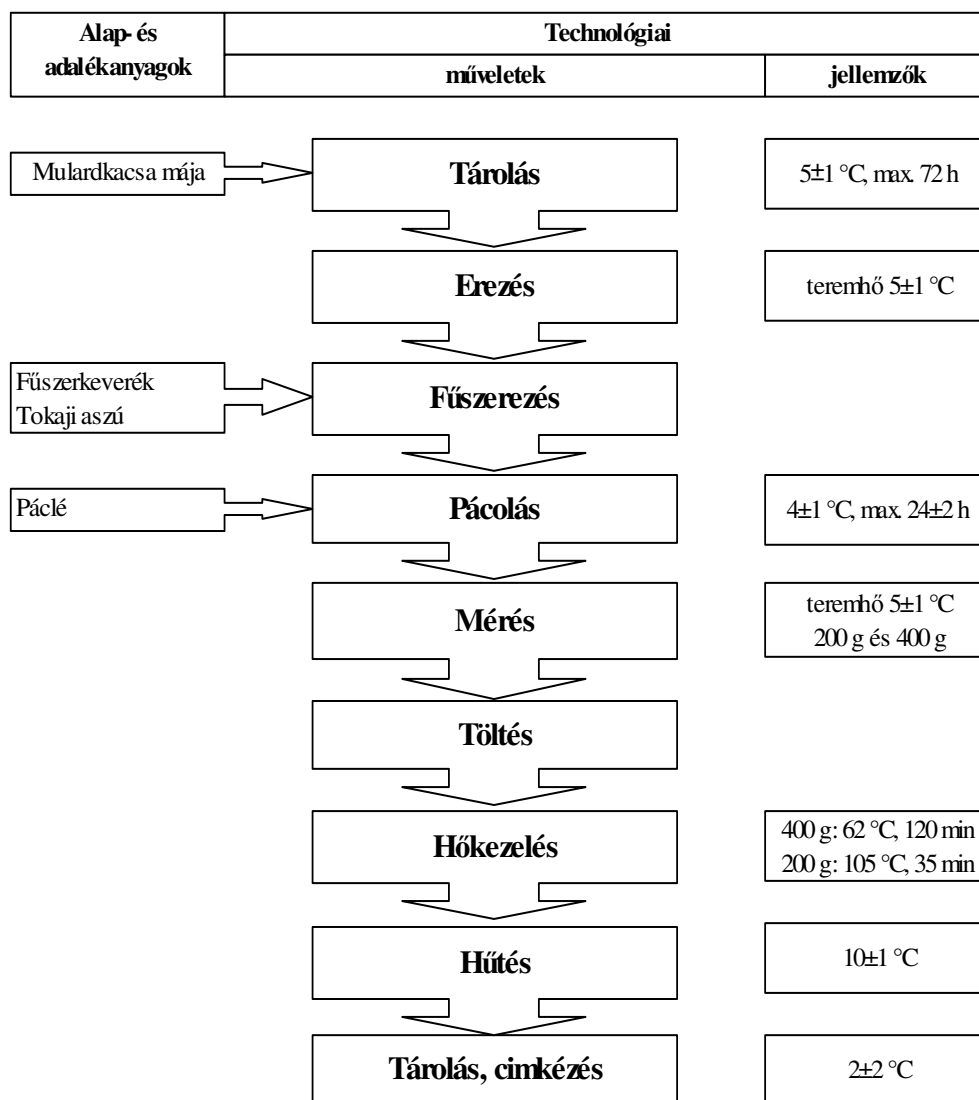 Alap- és
adalékanyagok
Technológiai
műveletek
jellemzők
Mulardkacsa mája
Tárolás
5±1 °C, max. 72 h
Erezés
teremhő 5±1 °C
Fűszerkeverék
Tokaji aszú
Fűszerezés
Páclé
Pácolás
4±1 °C, max. 24±2 h
Mérés
teremhő 5±1 °C
200 g és 400 g
Töltés
Hőkezelés
400 g: 62 °C, 120 min
200 g: 105 °C, 35 min
Hűtés
10±1 °C
Tárolás, cimkézés
2±2 °C